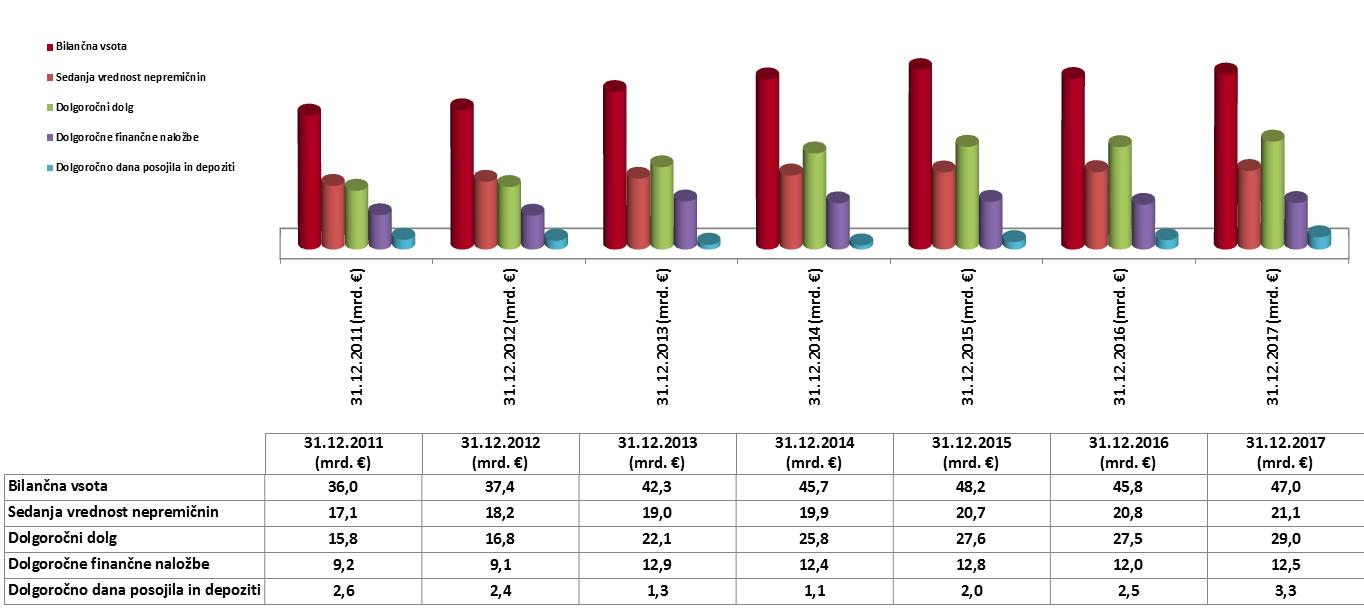 Bilančna vsota
Sedanja vrednost nepremičnin
Dolgoročni dolg
Dolgoročne finančne naložbe
Dolgoročno dana posojila in depoziti
31.12.2011 (mrd. €)
31.12.2012 (mrd. €)
31.12.2013 (mrd. €)
31.12.2014 (mrd. €)
31.12.2015 (mrd. €)
31.12.2016 (mrd. €)
31.12.2017 (mrd. €)
31.12.2011 31.12.2012 31.12.2013 31.12.2014 31.12.2015 31.12.2016 31.12.2017
(mrd. €) (mrd. €) (mrd. €) (mrd. €) (mrd. €) (mrd. €) (mrd. €)
Bilančna vsota 36,0 37,4 42,3 45,7 48,2 45,8 47,0
Sedanja vrednost nepremičnin 17,1 18,2 19,0 19,9 20,7 20,8 21,1
Dolgoročni dolg 15,8 16,8 22,1 25,8 27,6 27,5 29,0
Dolgoročne finančne naložbe 9,2 9,1 12,9 12,4 12,8 12,0 12,5
Dolgoročno dana posojila in depoziti 2,6 2,4 1,3 1,1 2,0 2,5 3,3